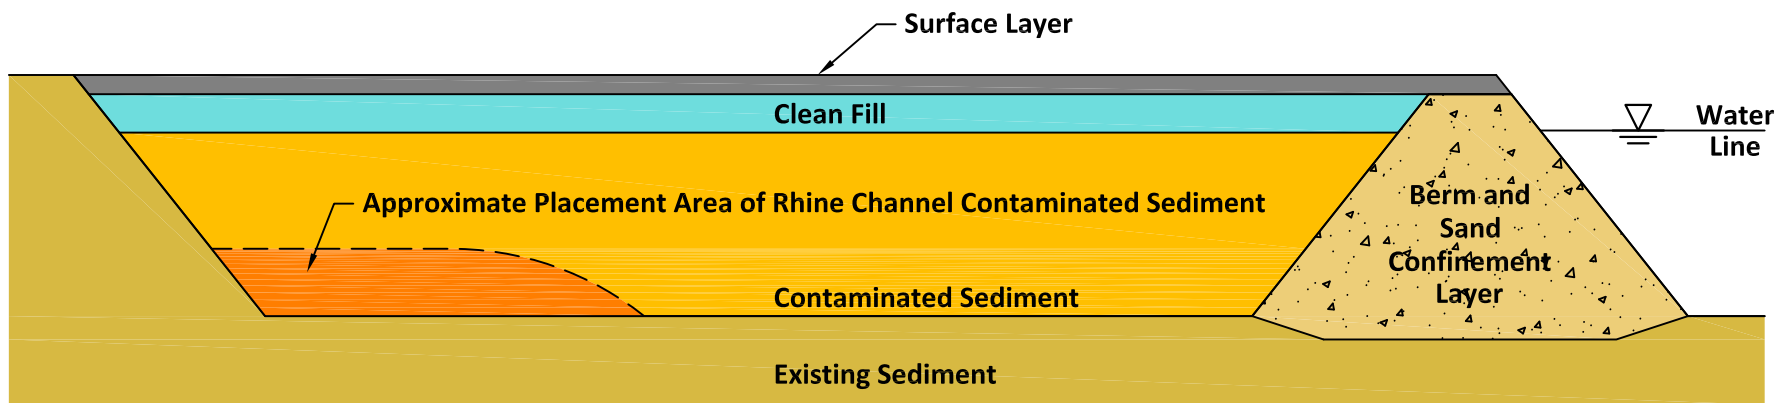 Surface Layer
Clean Fill
Water
Line
Approximate Placement Area of Rhine Channel Contaminated Sediment
Berm and
Sand
Confinement
Layer
Contaminated Sediment
Existing Sediment